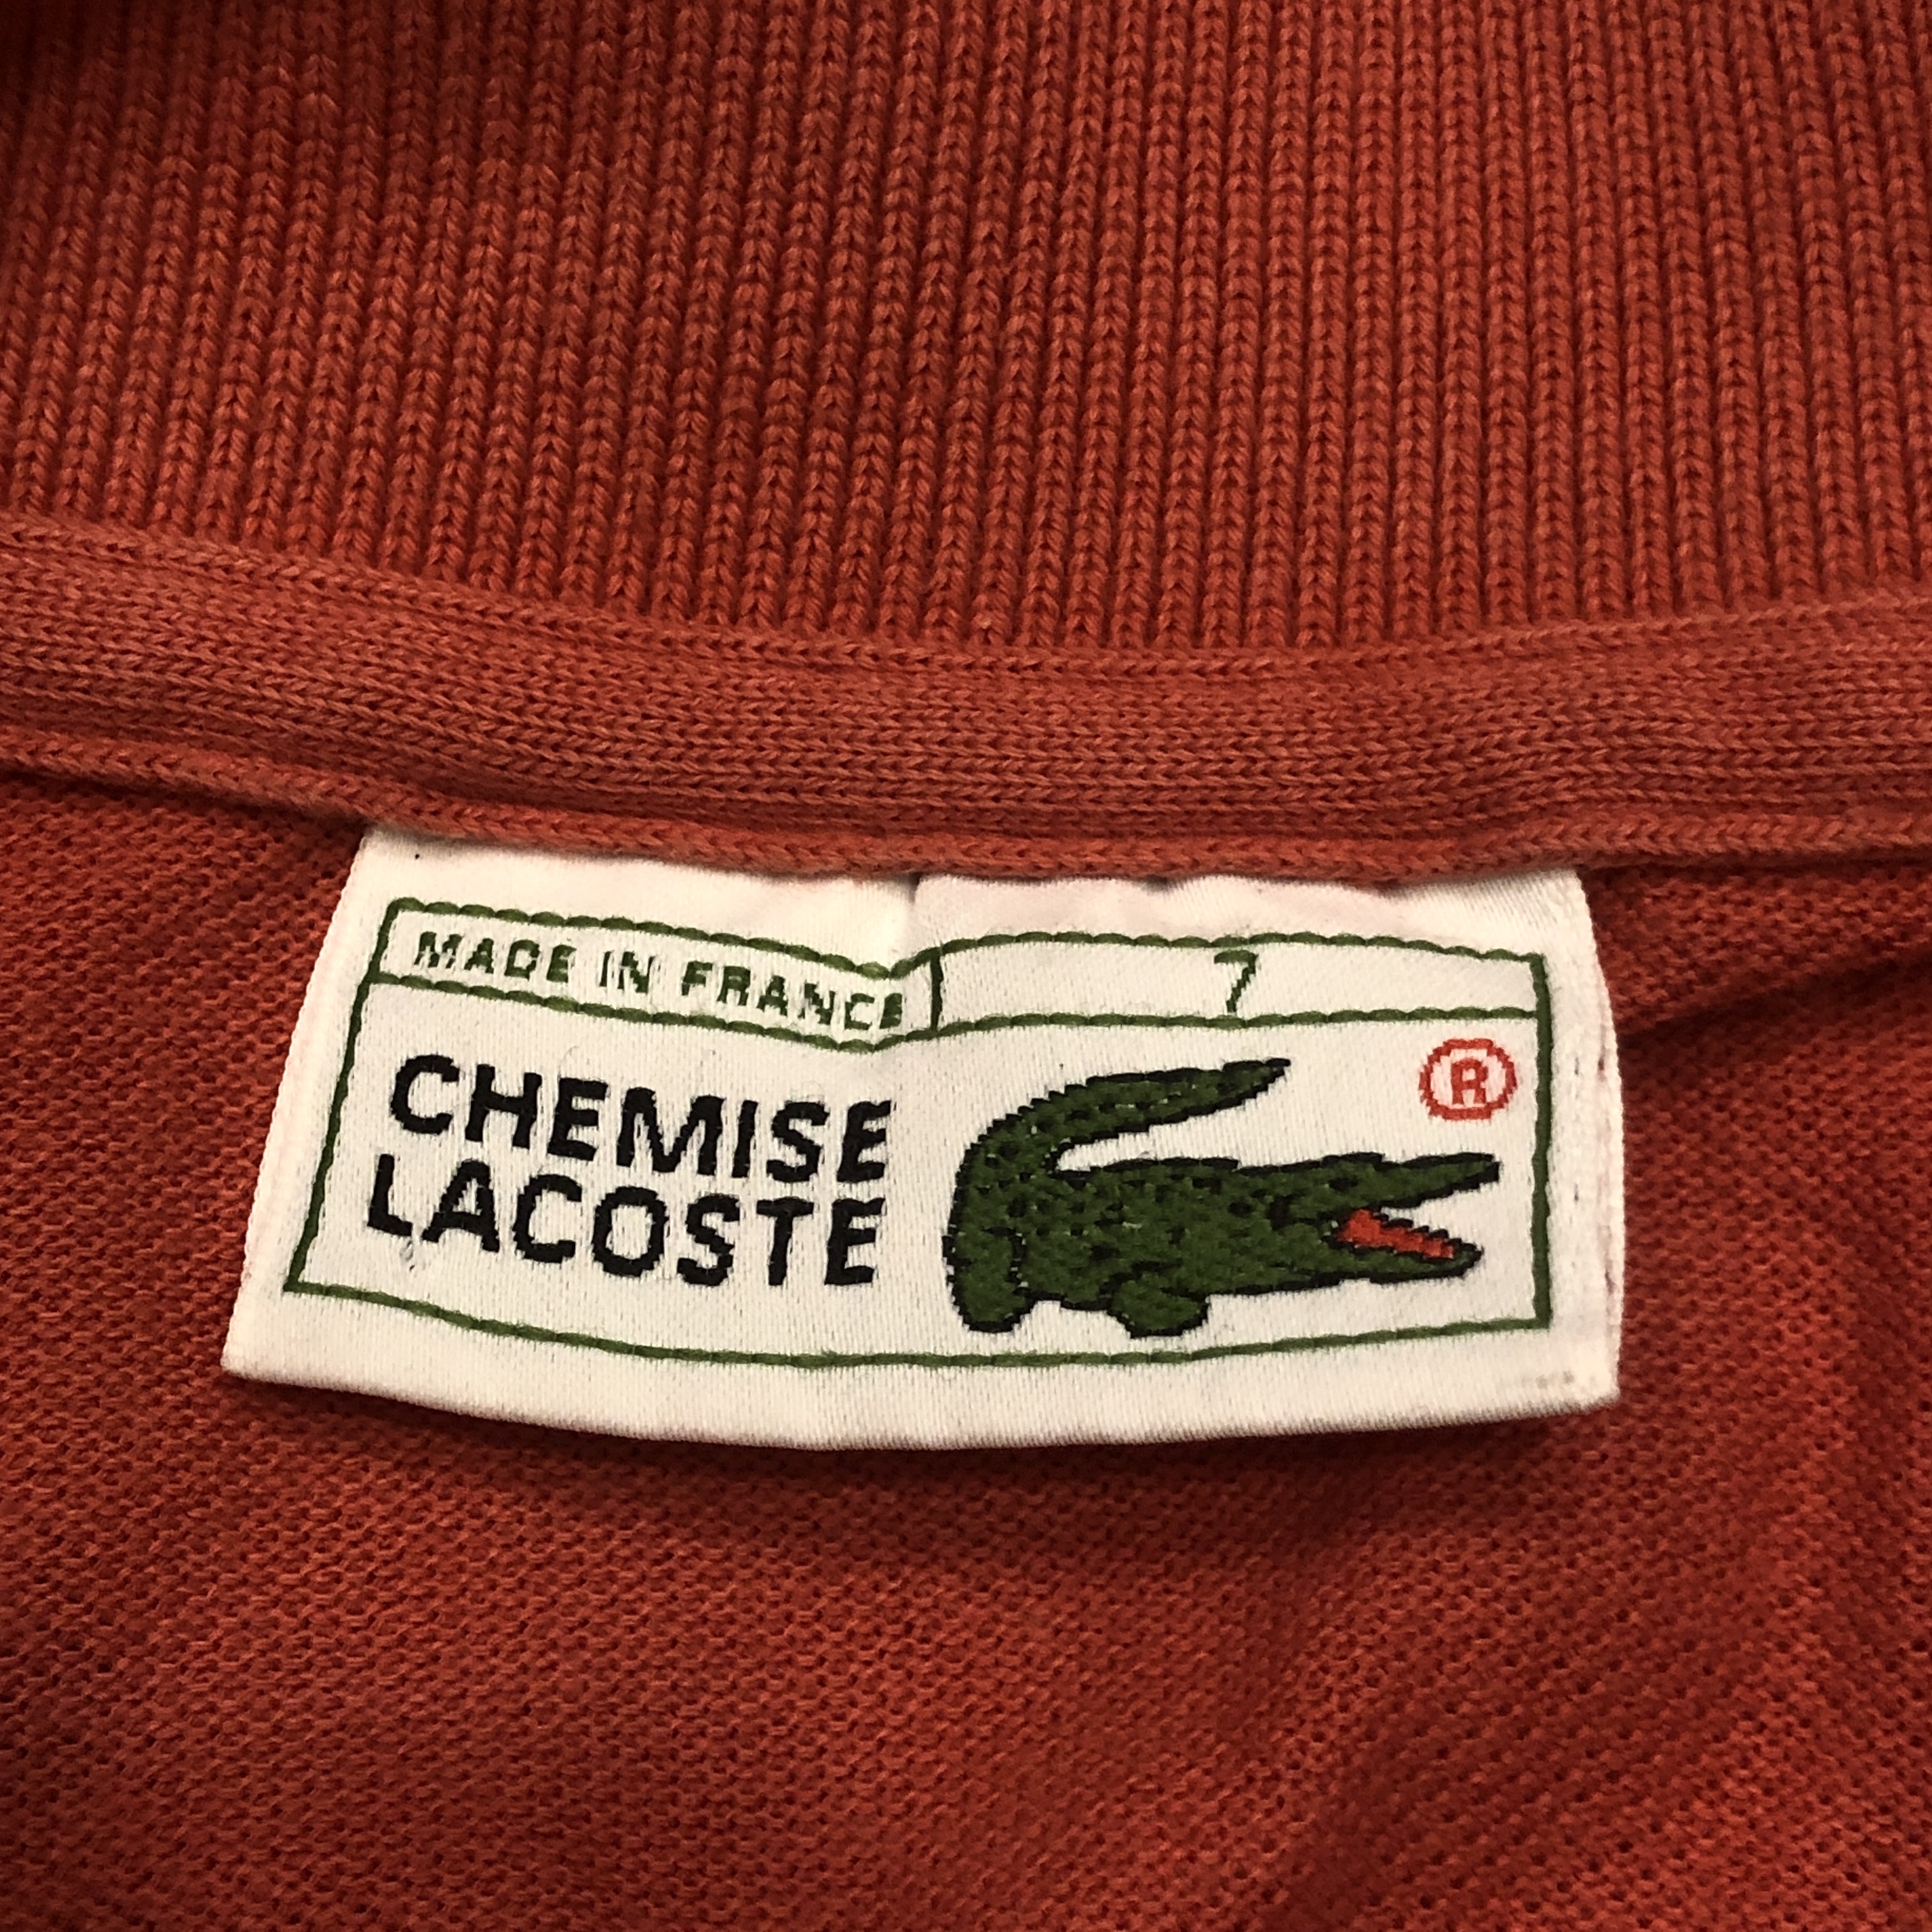 MADE IN FRANCE 7
CHEMISE
LACOSTE
®